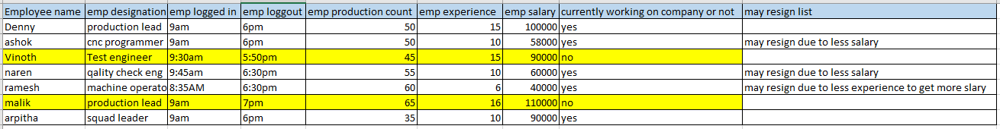 Employee name emp designation emp logged in emp loggout emp production count emp experience emp salary currently working on company or not may resign list
Denny production lead 9am 6pm 50 15 100000 yes
ashok cnc programmer 9am 6pm 50 10 58000 yes may resign due to less salary
Vinoth Test engineer 9:30am 5:50pm 45 15 90000 no
naren qality check eng 9:45am 6:30pm 55 10 60000 yes may resign due to less salary
ramesh machine operato 8:35AM 6:30pm 60 6 40000 yes may resign due to less experience to get more slary
malik production lead 9am 7pm 65 16 110000 no
arpitha squad leader 9am 6pm 35 10 90000 yes